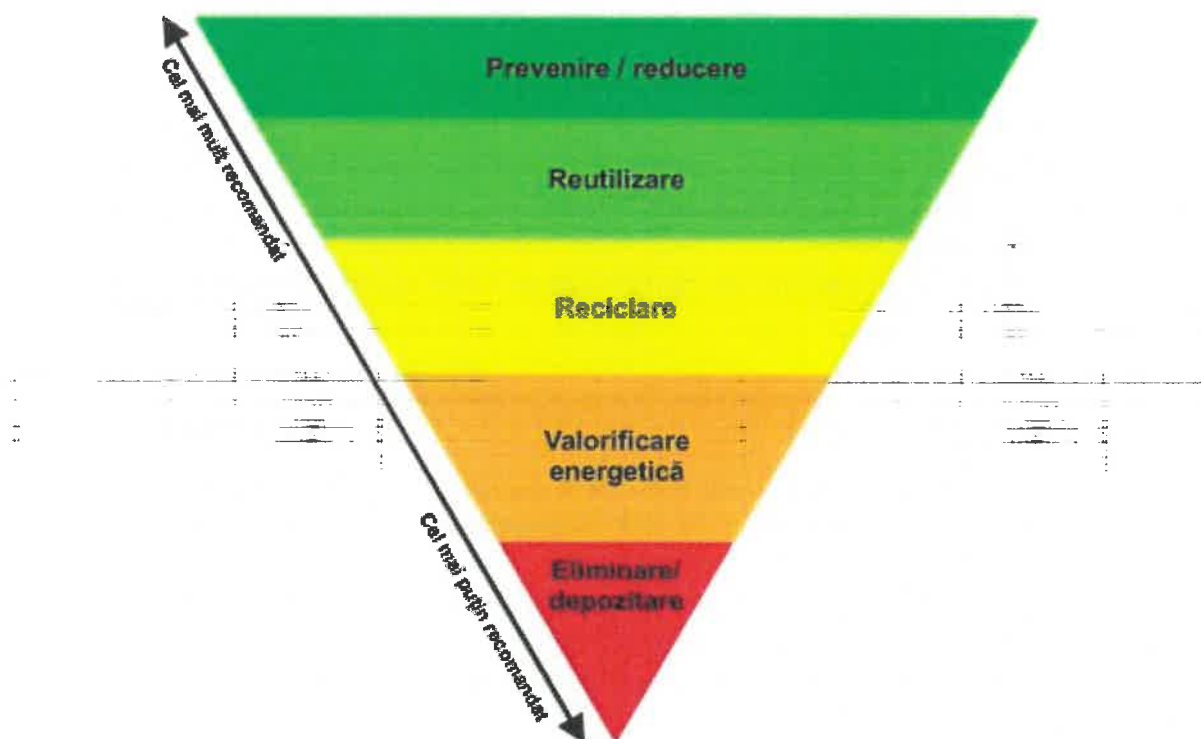 Prevenire / reducere
Cel mai mult recomandat
Reutilizare
Reciclare
Valorificare
energetică
Cel mai puțin recomandat
Eliminare/
depozitare